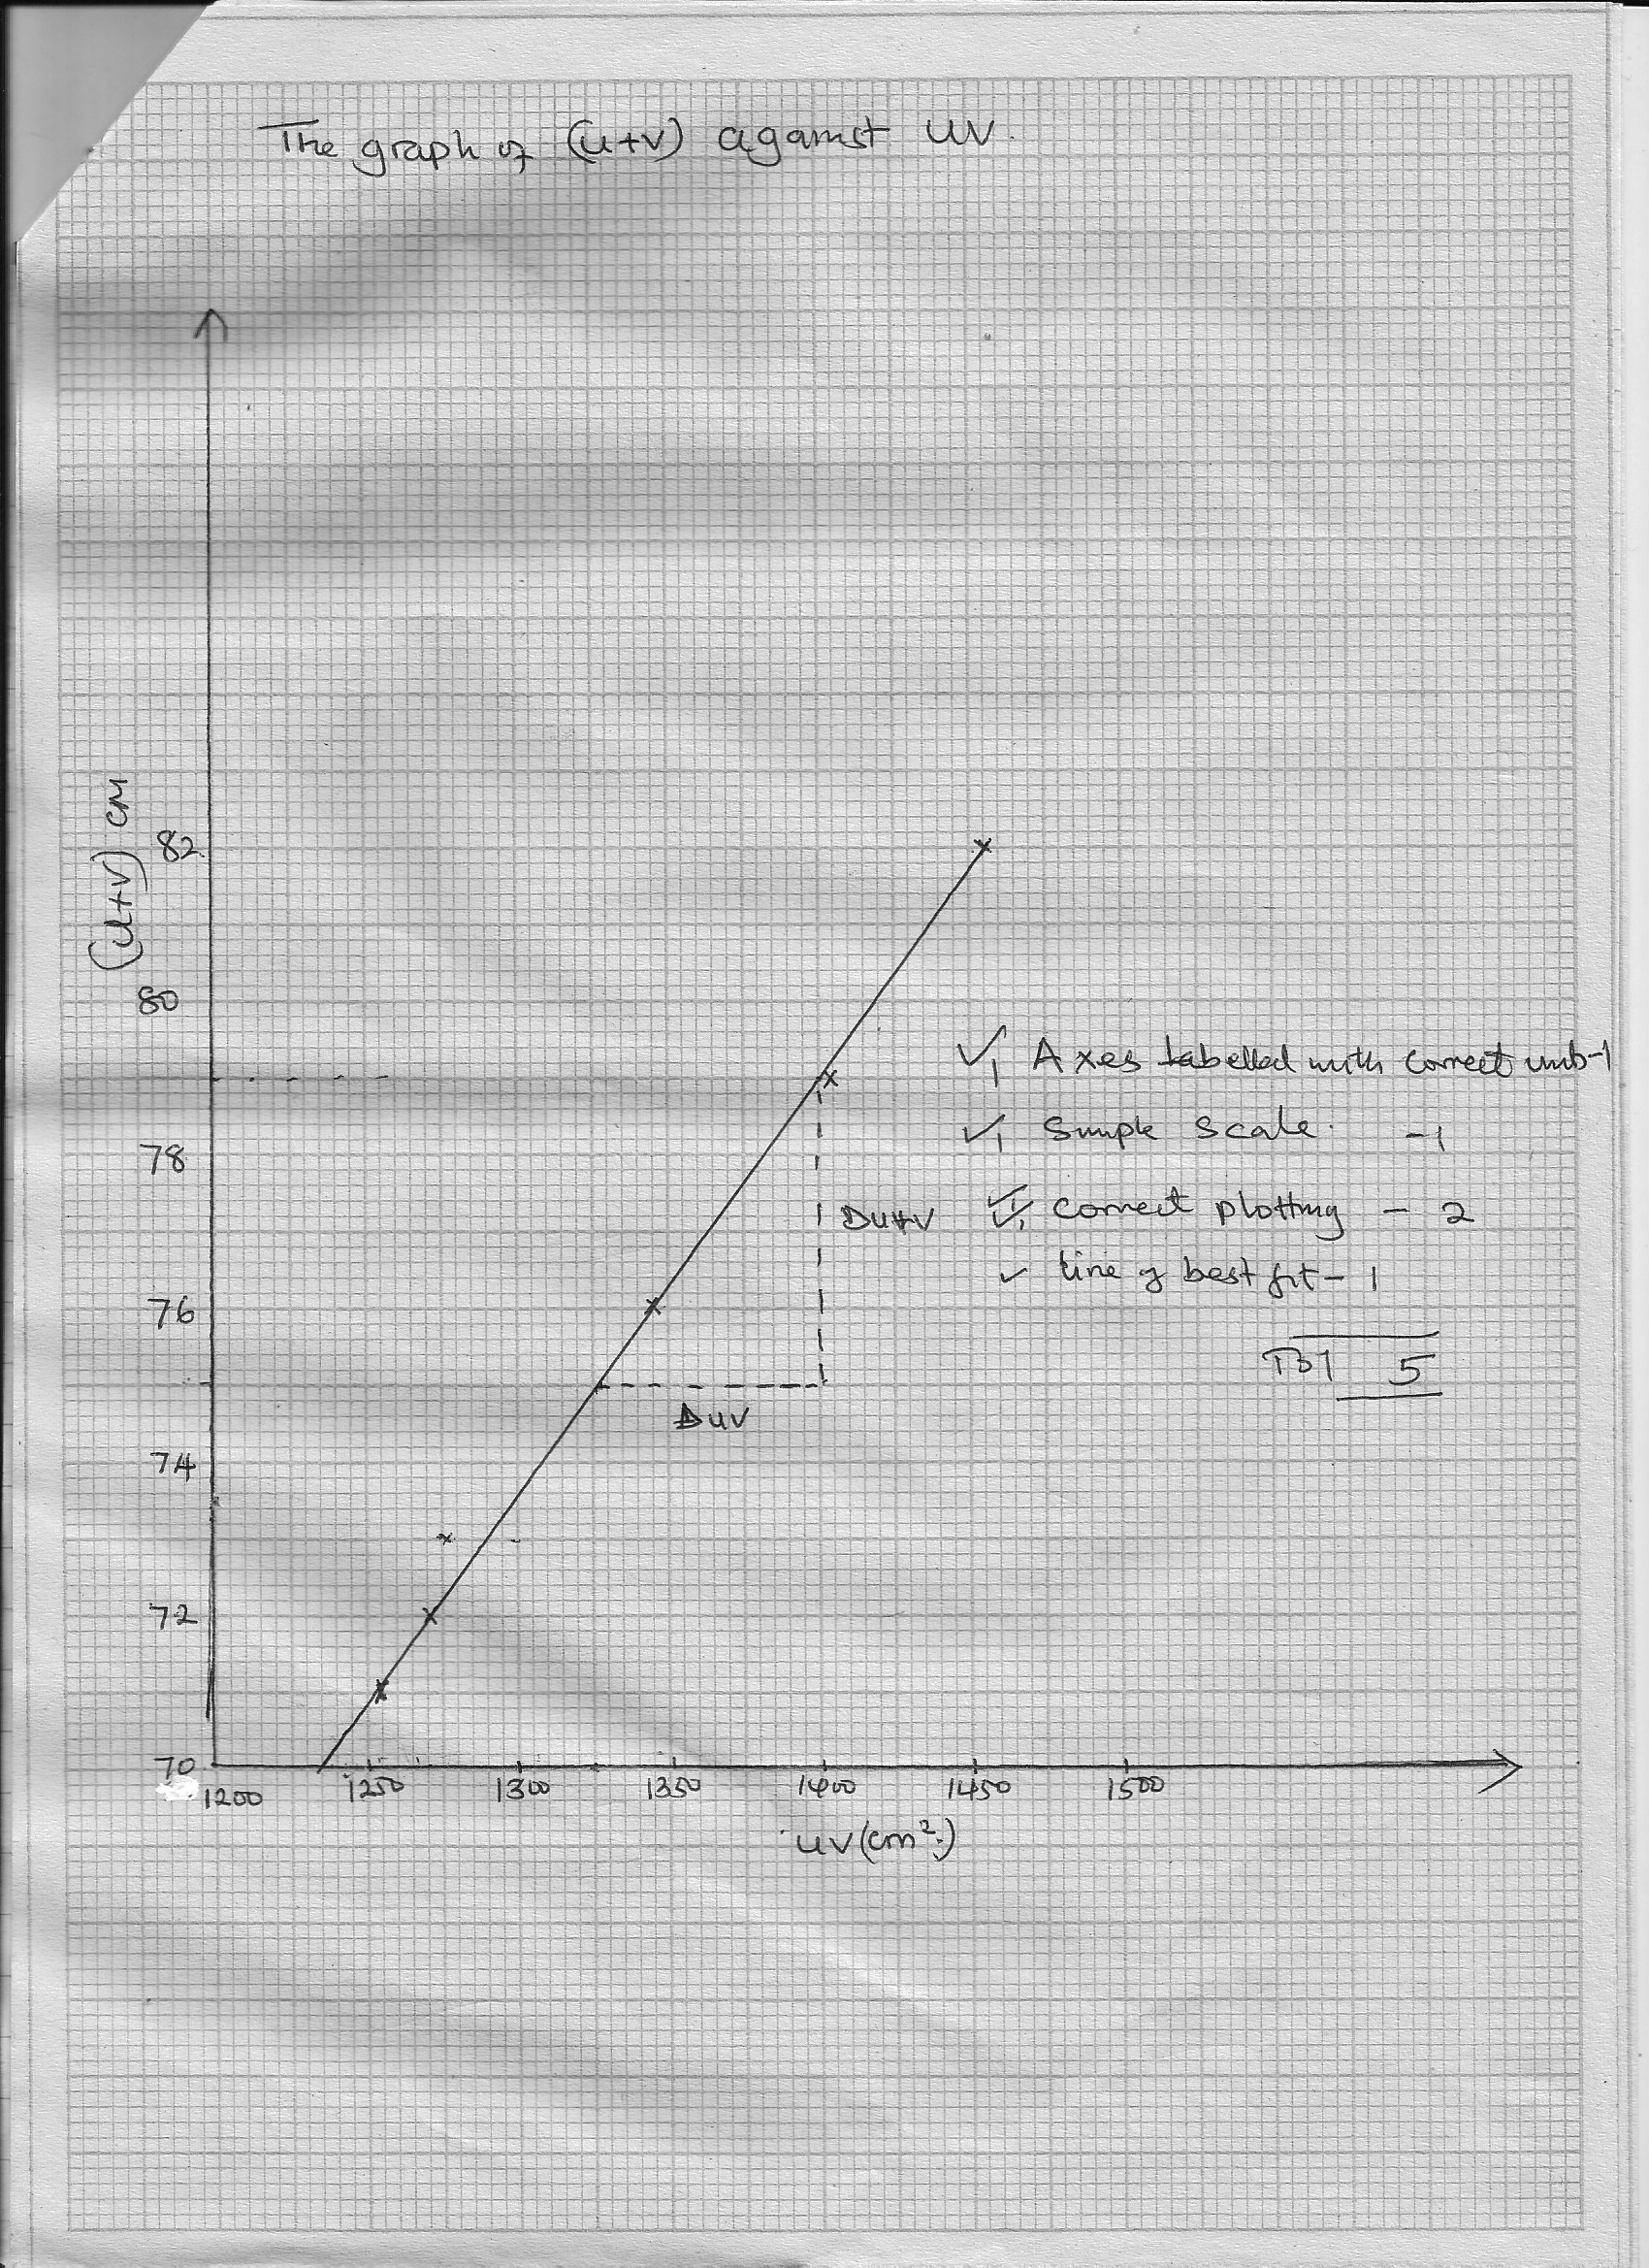 The graph of (u+v) against uv.
(u+v) cm
82
80
✓1 Axes labelled with correct units-1
78
✓1 Simple scale. -1
Δu+v
✓✓ correct plotting - 2
✓ line of best fit - 1
76
5
Δuv
74
72
70
1200 1250 1300 1350 1400 1450 1500
uv(cm²)